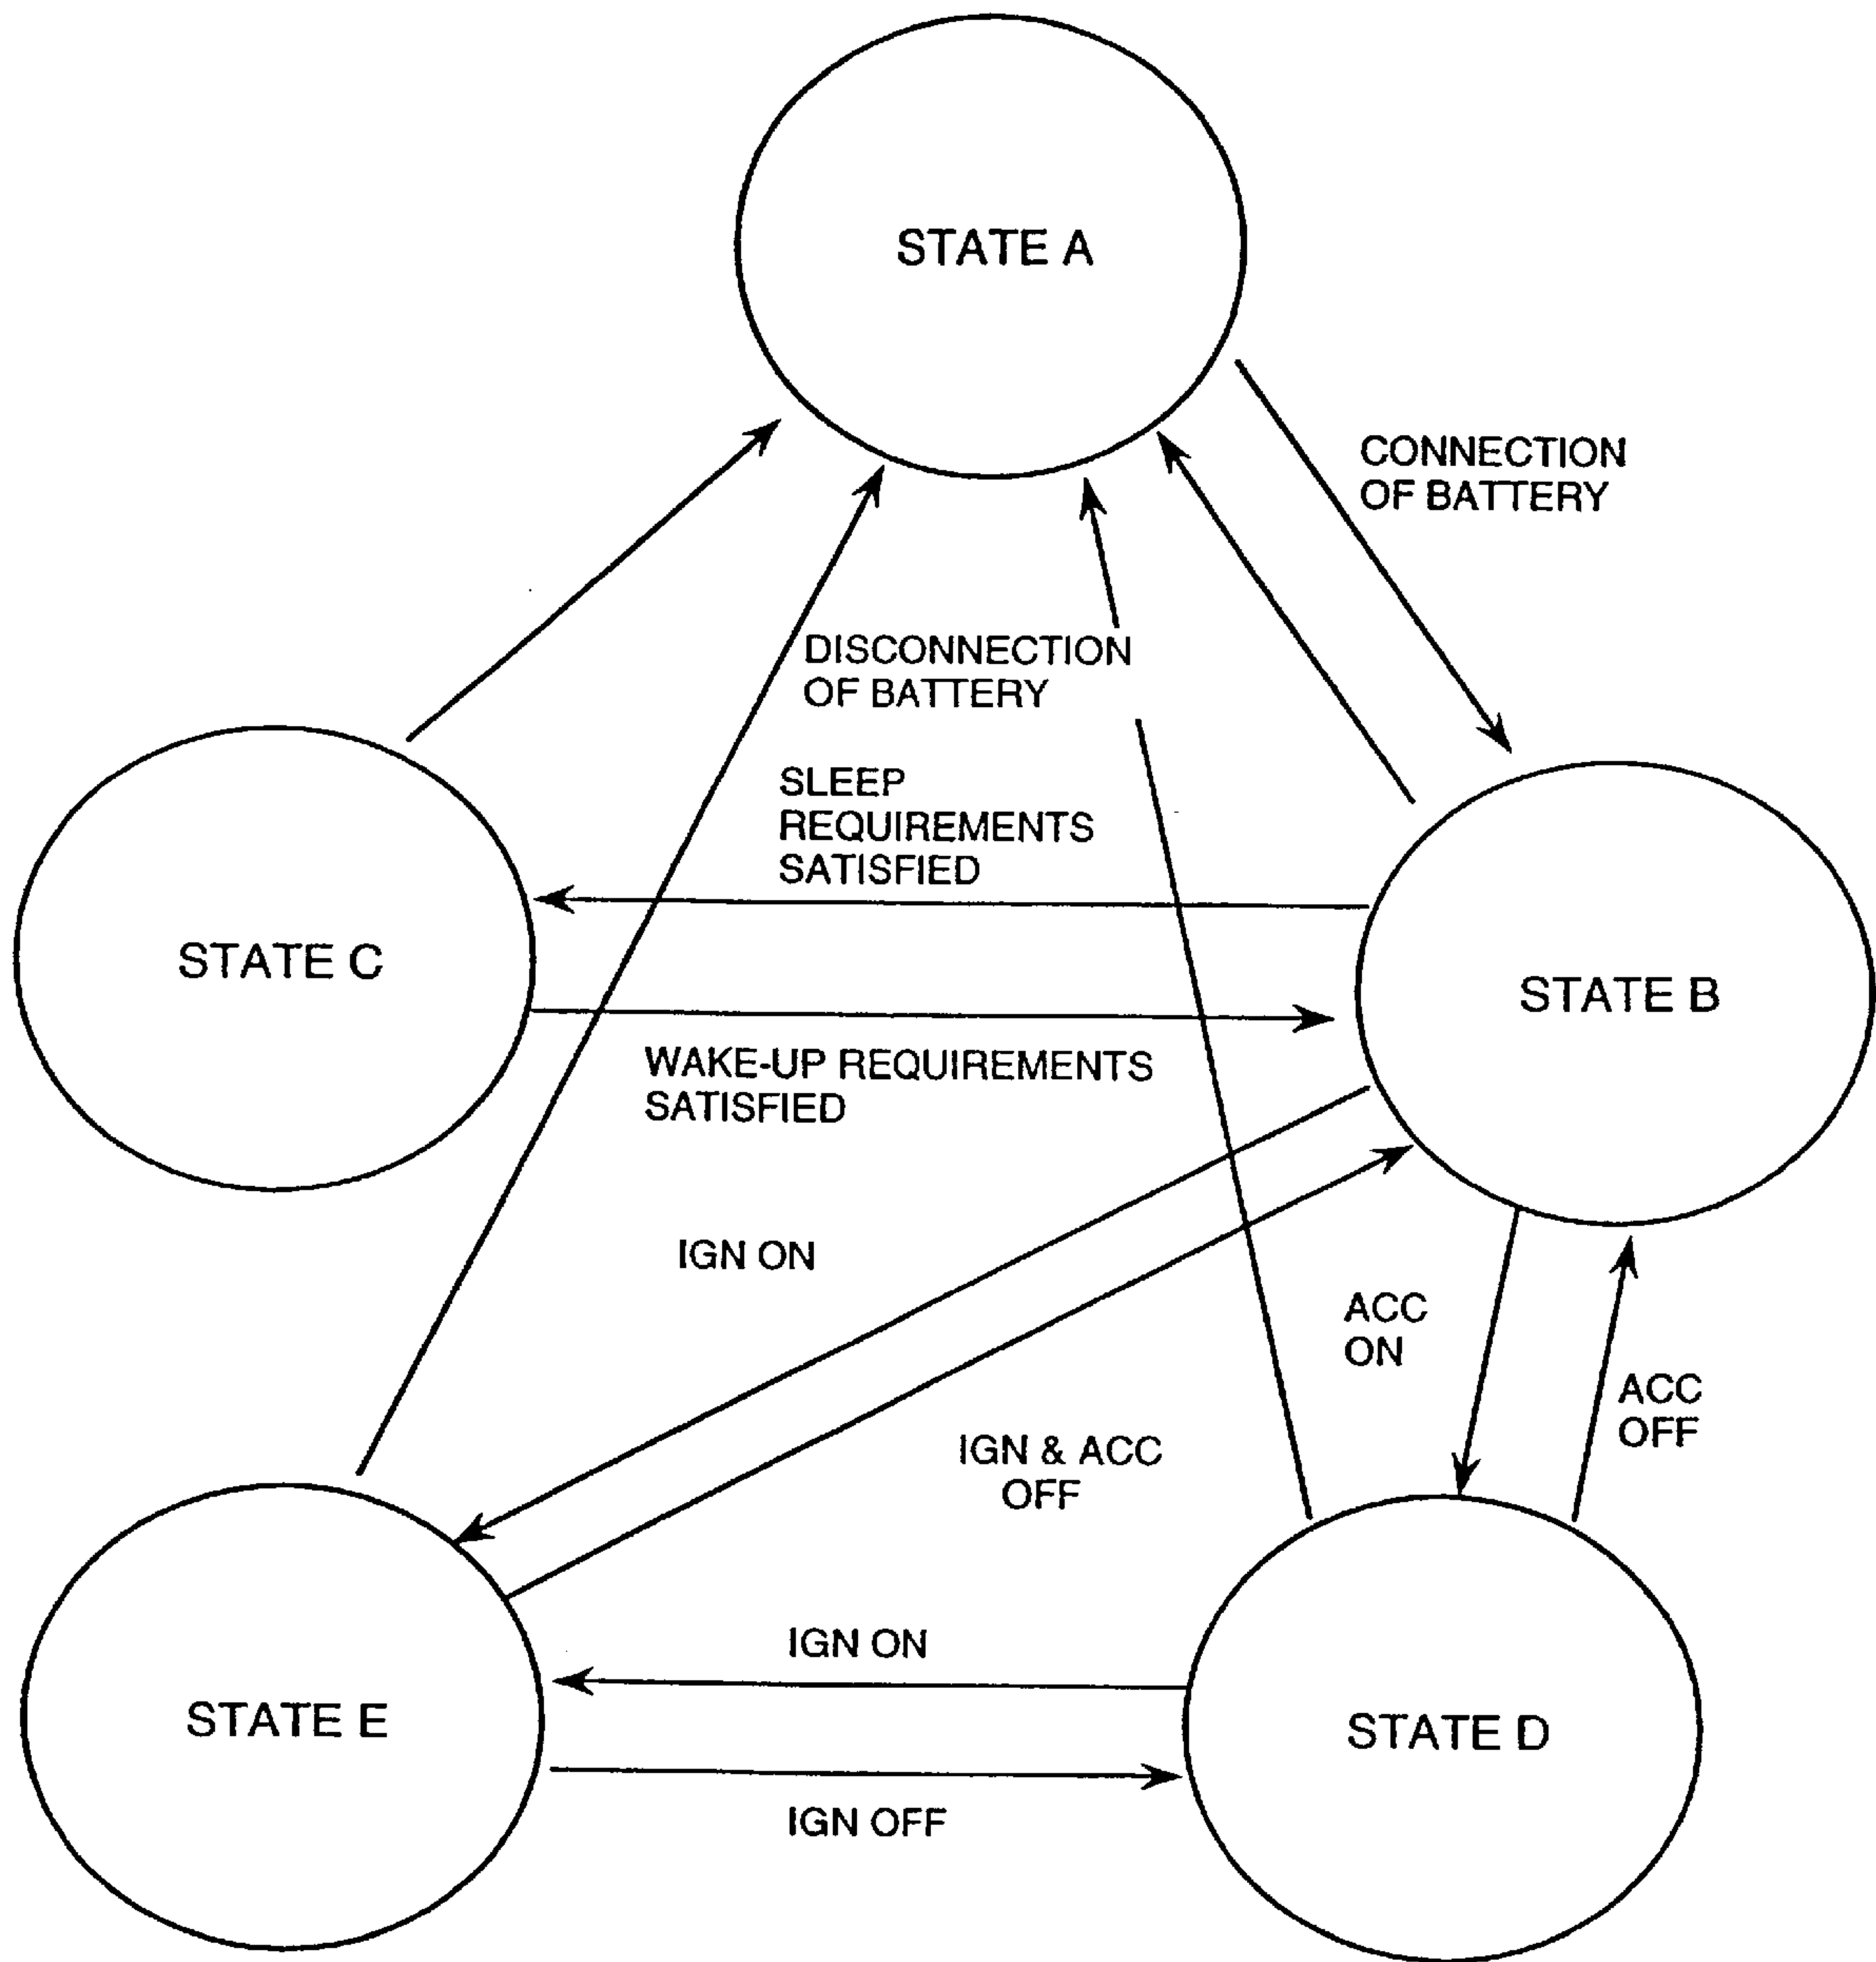 STATE A
CONNECTION
OF BATTERY
DISCONNECTION
OF BATTERY
SLEEP
REQUIREMENTS
SATISFIED
STATE C
STATE B
WAKE-UP REQUIREMENTS
SATISFIED
IGN ON
ACC
ON
ACC
OFF
IGN & ACC
OFF
IGN ON
STATE E
STATE D
IGN OFF